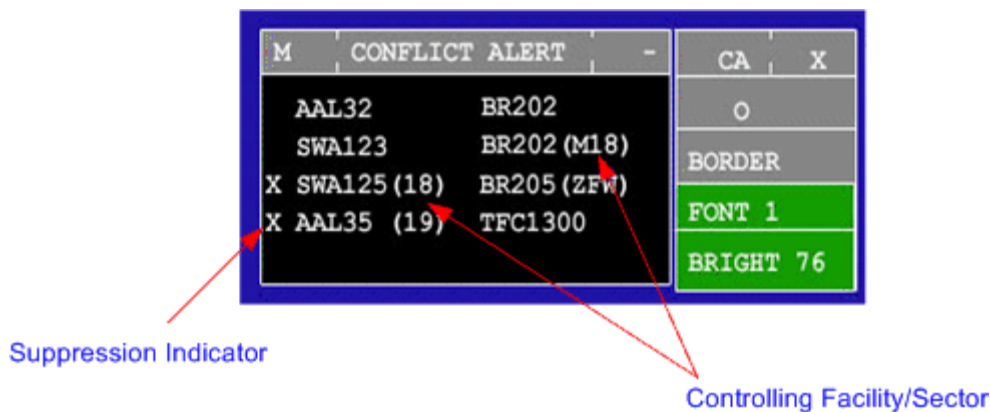 M CONFLICT ALERT -
AAL32 BR202
SWA123 BR202(M18)
X SWA125(18) BR205(ZFW)
X AAL35 (19) TFC1300
CA X
O
BORDER
FONT 1
BRIGHT 76
Suppression Indicator
Controlling Facility/Sector